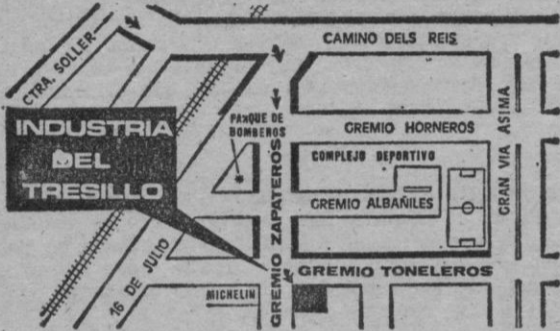 CAMINO DELS REIS
CTRA. SOLLER
INDUSTRIA
DEL
TRESILLO
PARQUE DE
BOMBEROS
GREMIO HORNEROS
COMPLEJO DEPORTIVO
GREMIO ALBAÑILES
GRAN VIA ASIMA
GREMIO ZAPATEROS
16 DE JULIO
GREMIO TONELEROS
MICHELIN